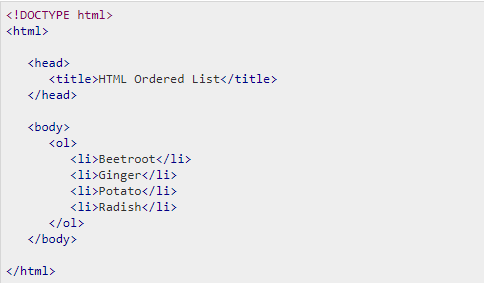 <!DOCTYPE html>
<html>
<head>
<title>HTML Ordered List</title>
</head>
<body>
<ol>
<li>Beetroot</li>
<li>Ginger</li>
<li>Potato</li>
<li>Radish</li>
</ol>
</body>
</html>